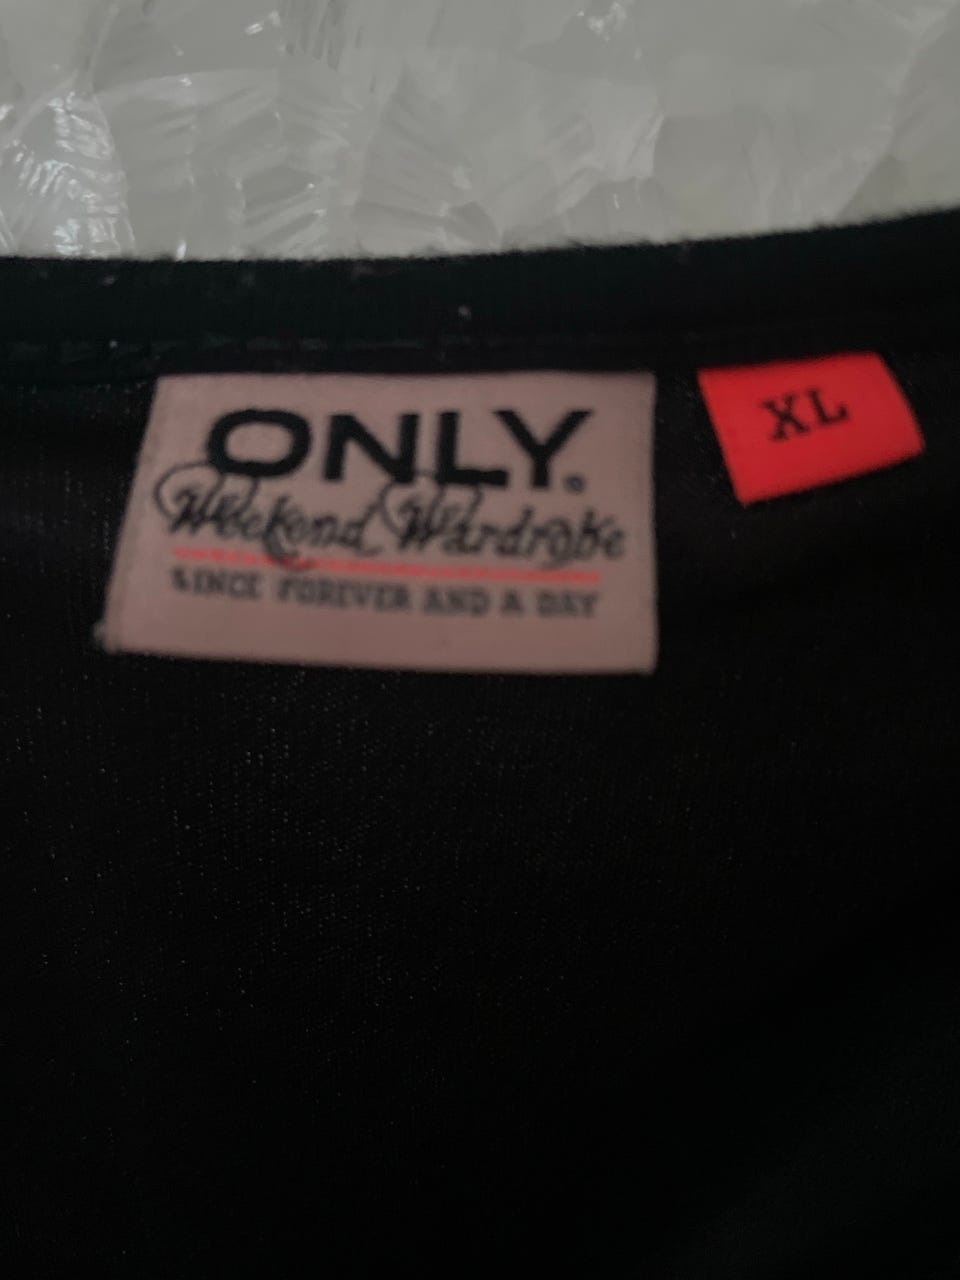 ONLY.
Weekend Wardrobe
SINCE FOREVER AND A DAY
XL